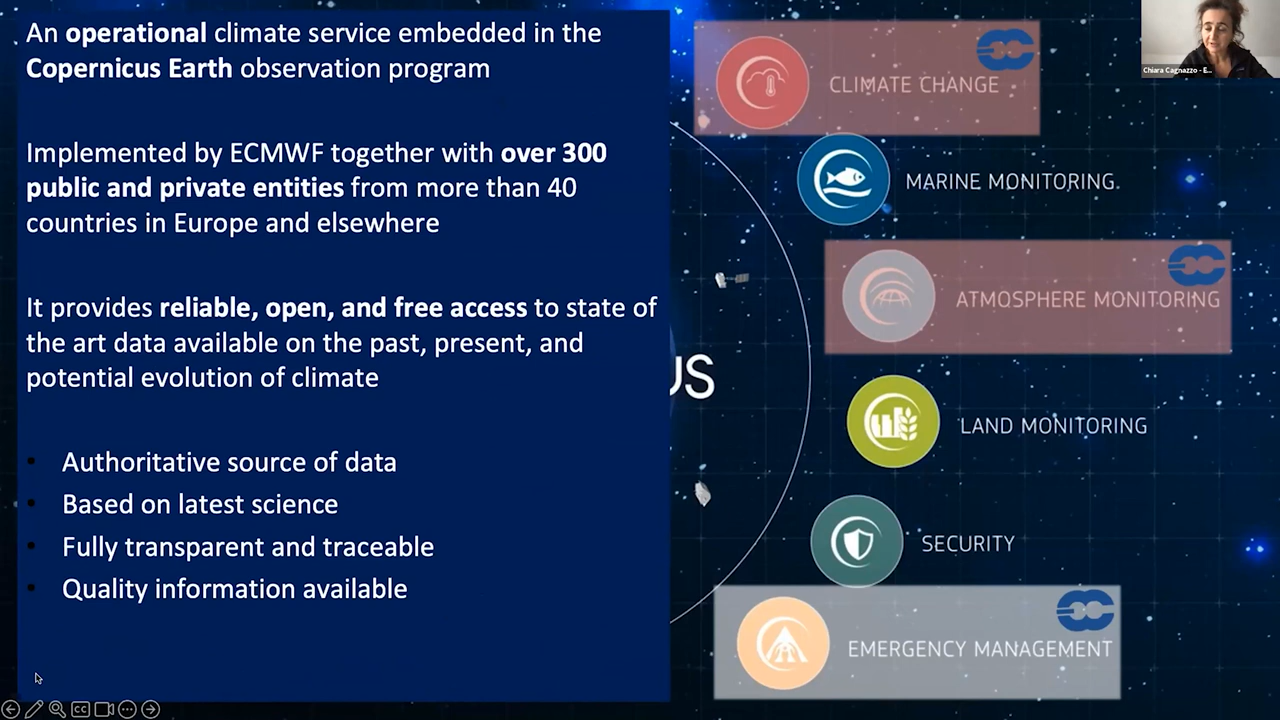 An operational climate service embedded in the
Copernicus Earth observation program
Implemented by ECMWF together with over 300
public and private entities from more than 40
countries in Europe and elsewhere
It provides reliable, open, and free access to state of
the art data available on the past, present, and
potential evolution of climate
• Authoritative source of data
• Based on latest science
• Fully transparent and traceable
• Quality information available
US
CLIMATE CHANGE
MARINE MONITORING
ATMOSPHERE MONITORING
LAND MONITORING
SECURITY
EMERGENCY MANAGEMENT
Chiara Cagnazzo - E...
CC